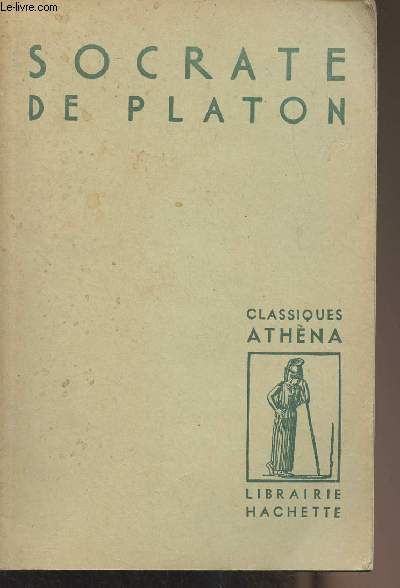 Le-livre.com
SOCRATE
DE PLATON
CLASSIQUES
ATHÈNA
LIBRAIRIE
HACHETTE